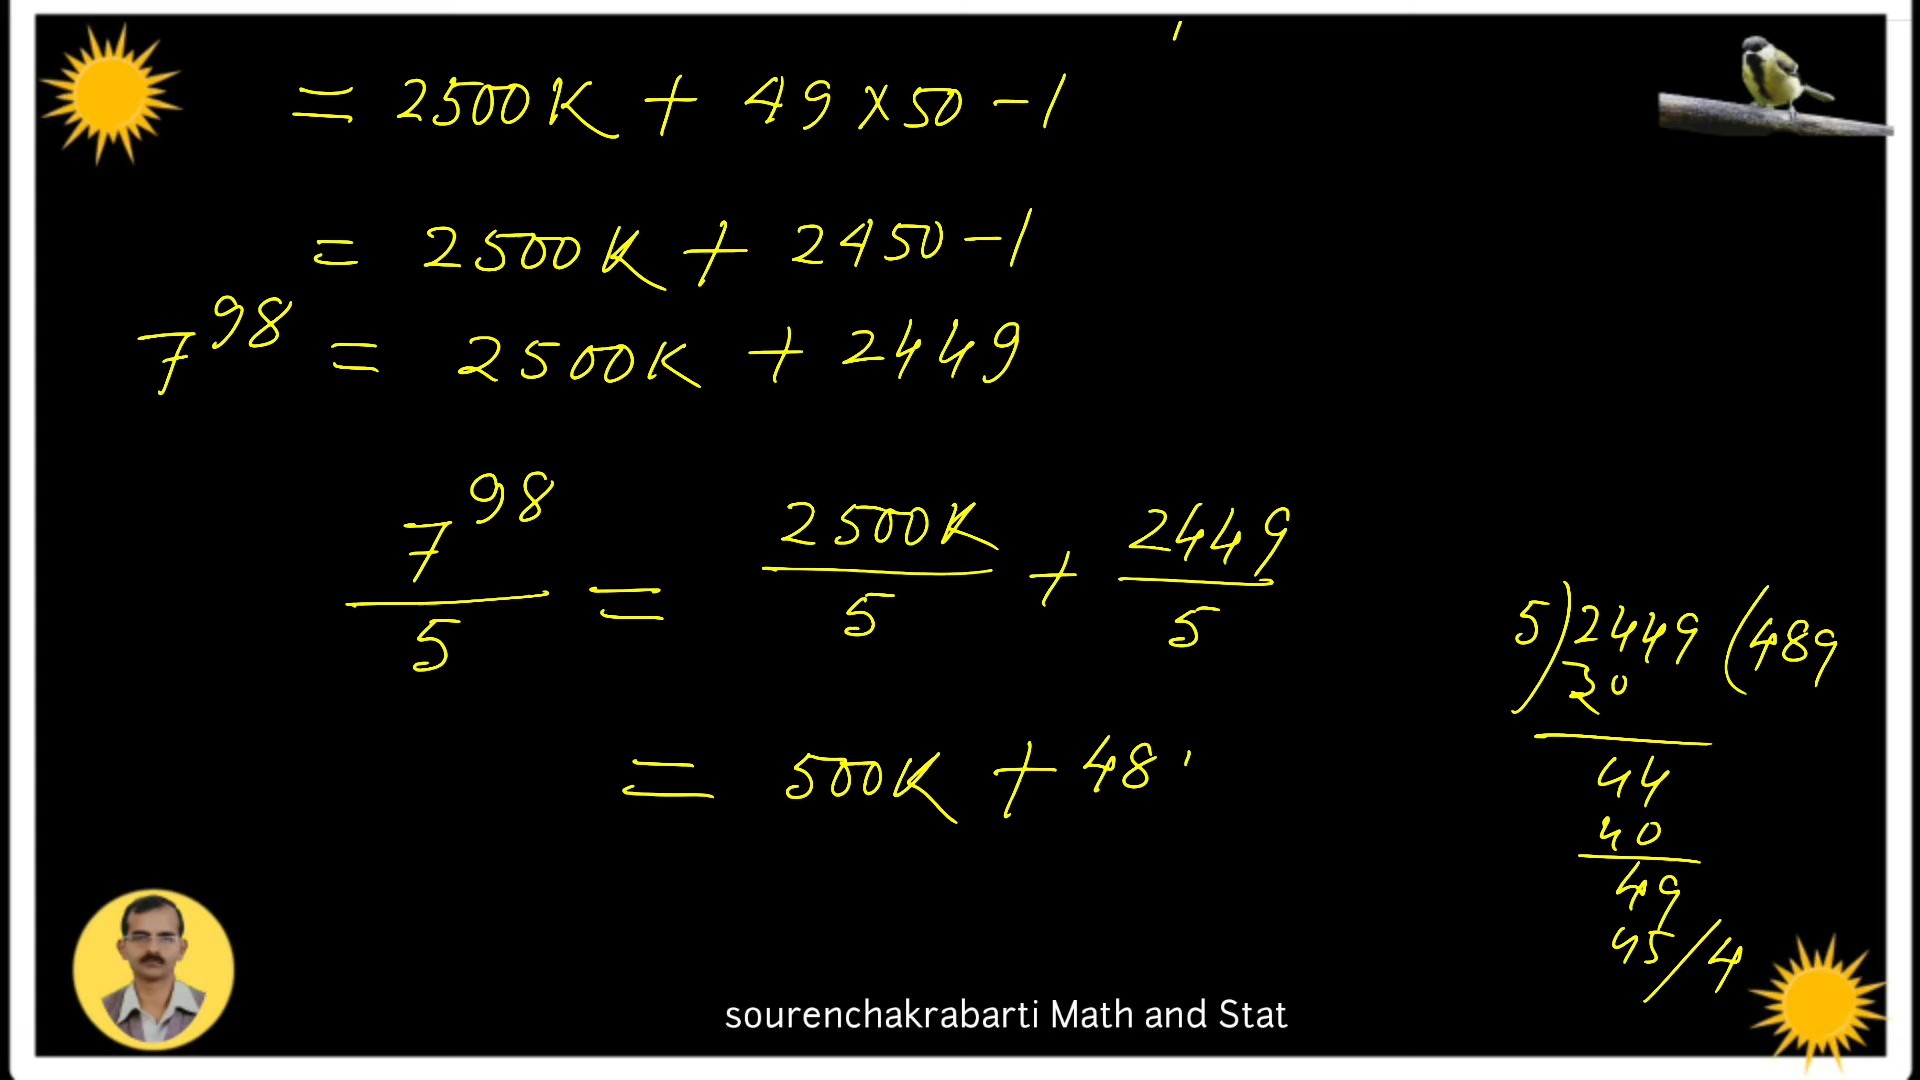 = 2500K + 49 × 50 - 1
= 2500K + 2450 - 1
7^98 = 2500K + 2449
7^98/5 = 2500K/5 + 2449/5
= 500K + 48
5)2449(489
20
44
40
49
45/4
sourenchakrabarti Math and Stat